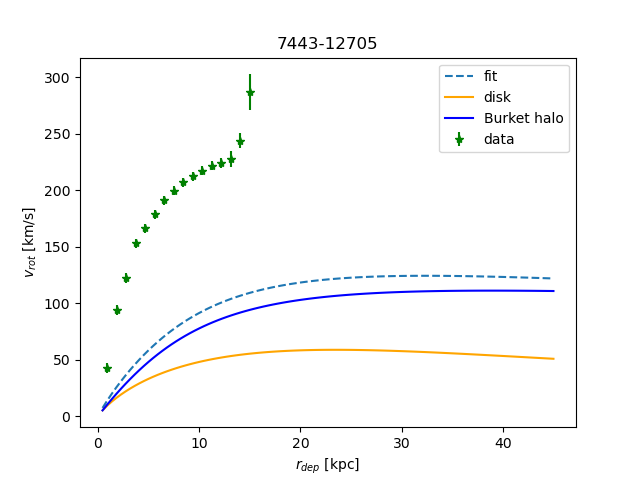 7443-12705
fit
disk
Burket halo
data
300
250
200
150
100
50
0
v_rot [km/s]
0 10 20 30 40
r_dep [kpc]